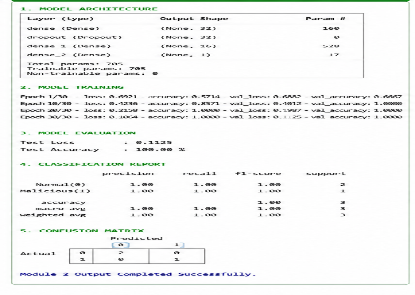 1. MODEL ARCHITECTURE
Layer (type) Output Shape Param #
dense (Dense) (None, 32) 160
dropout (Dropout) (None, 32) 0
dense_1 (Dense) (None, 16) 528
dense_2 (Dense) (None, 1) 17
Total params: 705
Trainable params: 705
Non-trainable params: 0
2. MODEL TRAINING
Epoch 1/30 - loss: 0.6921 - accuracy: 0.5714 - val_loss: 0.6882 - val_accuracy: 0.6667
Epoch 10/30 - loss: 0.4236 - accuracy: 0.8571 - val_loss: 0.4012 - val_accuracy: 1.0000
Epoch 20/30 - loss: 0.2150 - accuracy: 1.0000 - val_loss: - val_accuracy: 1.0000
Epoch 30/30 - loss: 0.1064 - accuracy: 1.0000 - val_loss: 0.1125 - val_accuracy: 1.0000
3. MODEL EVALUATION
Test Loss : 0.1125
Test Accuracy : 100.00 %
4. CLASSIFICATION REPORT
precision recall f1-score support
Normal(0) 1.00 1.00 1.00 2
Malicious(1) 1.00 1.00 1.00 1
accuracy 1.00 3
macro avg 1.00 1.00 1.00 3
weighted avg 1.00 1.00 1.00 3
5. CONFUSION MATRIX
Predicted
0 1
Actual 0 2 0
1 0 1
Module 2 Output Completed Successfully.